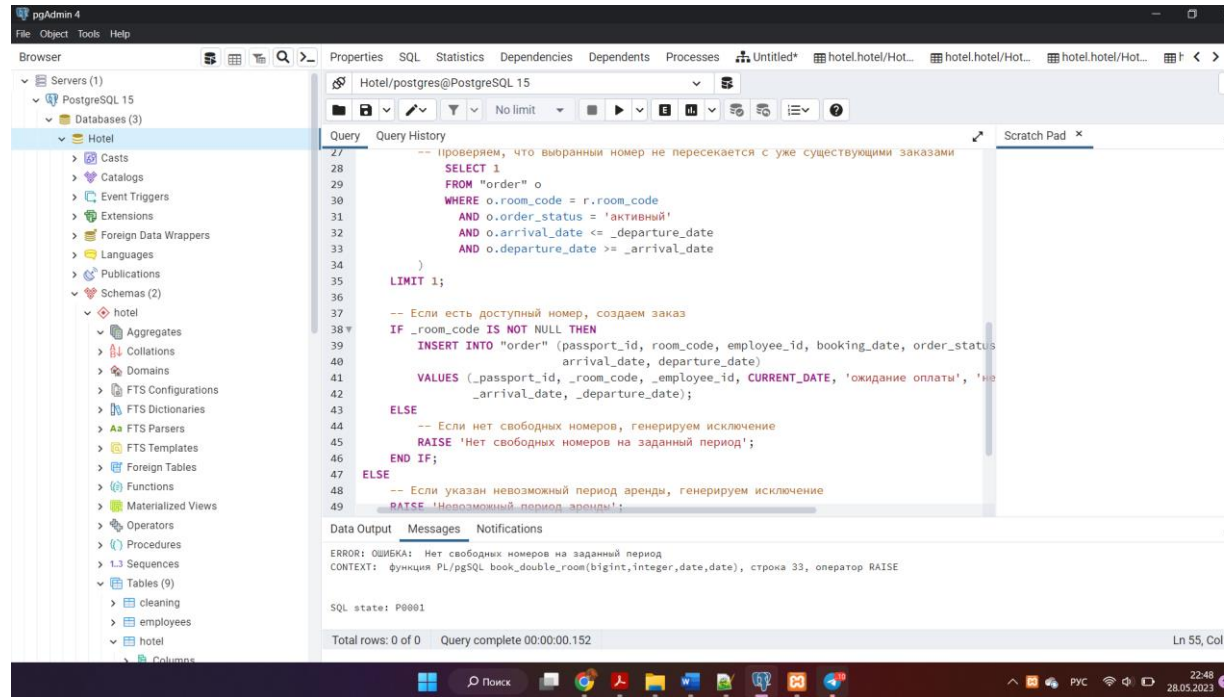 pgAdmin 4
File Object Tools Help
Browser
Properties SQL Statistics Dependencies Dependents Processes Untitled* hotel.hotel/Hot... hotel.hotel/Hot... hotel.hotel/Hot...
Servers (1)
PostgreSQL 15
Databases (3)
Hotel
Casts
Catalogs
Event Triggers
Extensions
Foreign Data Wrappers
Languages
Publications
Schemas (2)
hotel
Aggregates
Collations
Domains
FTS Configurations
FTS Dictionaries
FTS Parsers
FTS Templates
Foreign Tables
Functions
Materialized Views
Operators
Procedures
1..3 Sequences
Tables (9)
cleaning
employees
hotel
Columns
Hotel/postgres@PostgreSQL 15
No limit
Query Query History
Scratch Pad
27 -- Проверяем, что выбранный номер не пересекается с уже существующими заказами
28 SELECT 1
29 FROM "order" o
30 WHERE o.room_code = r.room_code
31 AND o.order_status = 'активный'
32 AND o.arrival_date <= _departure_date
33 AND o.departure_date >= _arrival_date
34 )
35 LIMIT 1;
36
37 -- Если есть доступный номер, создаем заказ
38 IF _room_code IS NOT NULL THEN
39 INSERT INTO "order" (passport_id, room_code, employee_id, booking_date, order_status
40 arrival_date, departure_date)
41 VALUES (_passport_id, _room_code, _employee_id, CURRENT_DATE, 'ожидание оплаты', 'не
42 _arrival_date, _departure_date);
43 ELSE
44 -- Если нет свободных номеров, генерируем исключение
45 RAISE 'Нет свободных номеров на заданный период';
46 END IF;
47 ELSE
48 -- Если указан невозможный период аренды, генерируем исключение
49 RAISE 'Невозможный период аренды';
Data Output Messages Notifications
ERROR: ОШИБКА: Нет свободных номеров на заданный период
CONTEXT: функция PL/pgSQL book_double_room(bigint,integer,date,date), строка 33, оператор RAISE
SQL state: P0001
Total rows: 0 of 0 Query complete 00:00:00.152
Ln 55, Col
Поиск
РУС
22:48
28.05.2023